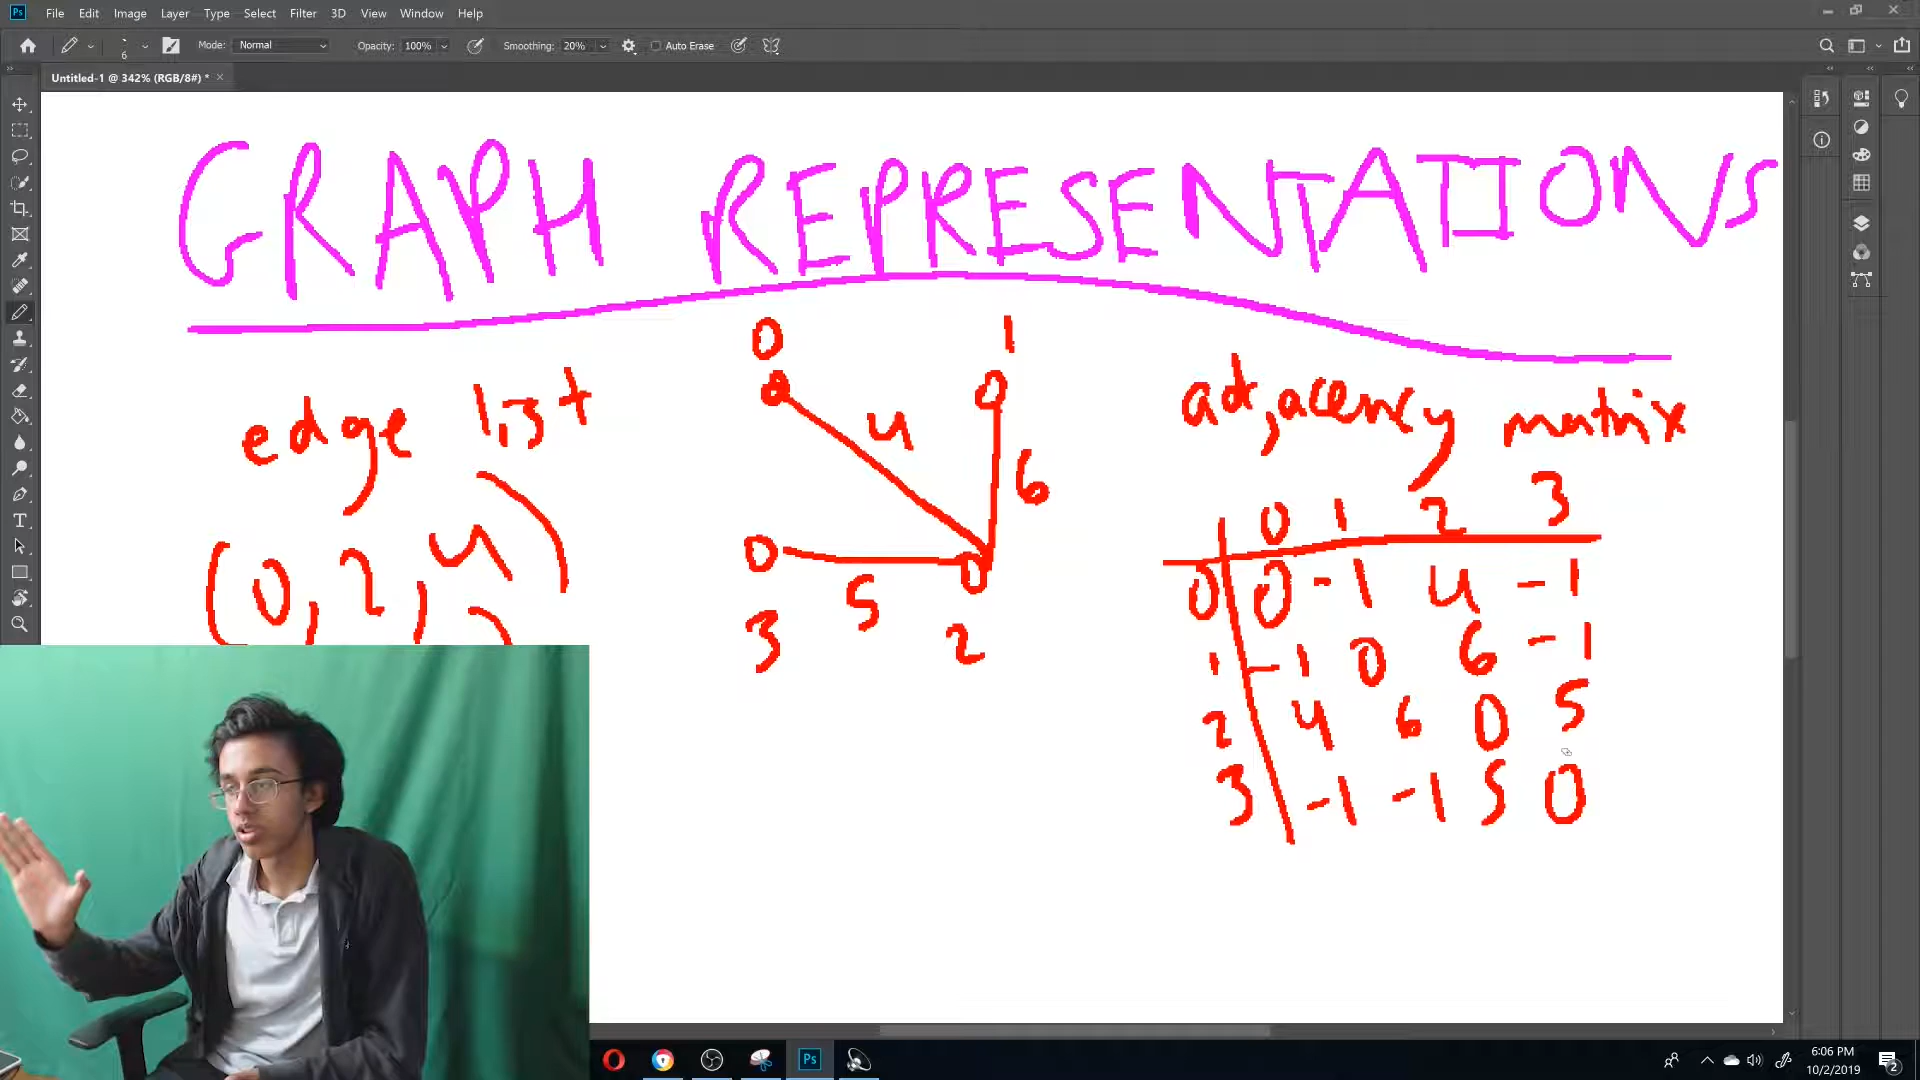 File Edit Image Layer Type Select Filter 3D View Window Help
6 Mode: Normal Opacity: 100% Smoothing: 20% Auto Erase
Untitled-1 @ 342% (RGB/8#) *
GRAPH REPRESENTATIONS
edge list
(0, 2, 4)
0 1
4
6
5
3 2
adjacency matrix
0 1 2 3
0 0 -1 4 -1
1 -1 0 6 -1
2 4 6 0 5
3 -1 -1 5 0
Ps
6:06 PM
10/2/2019
2